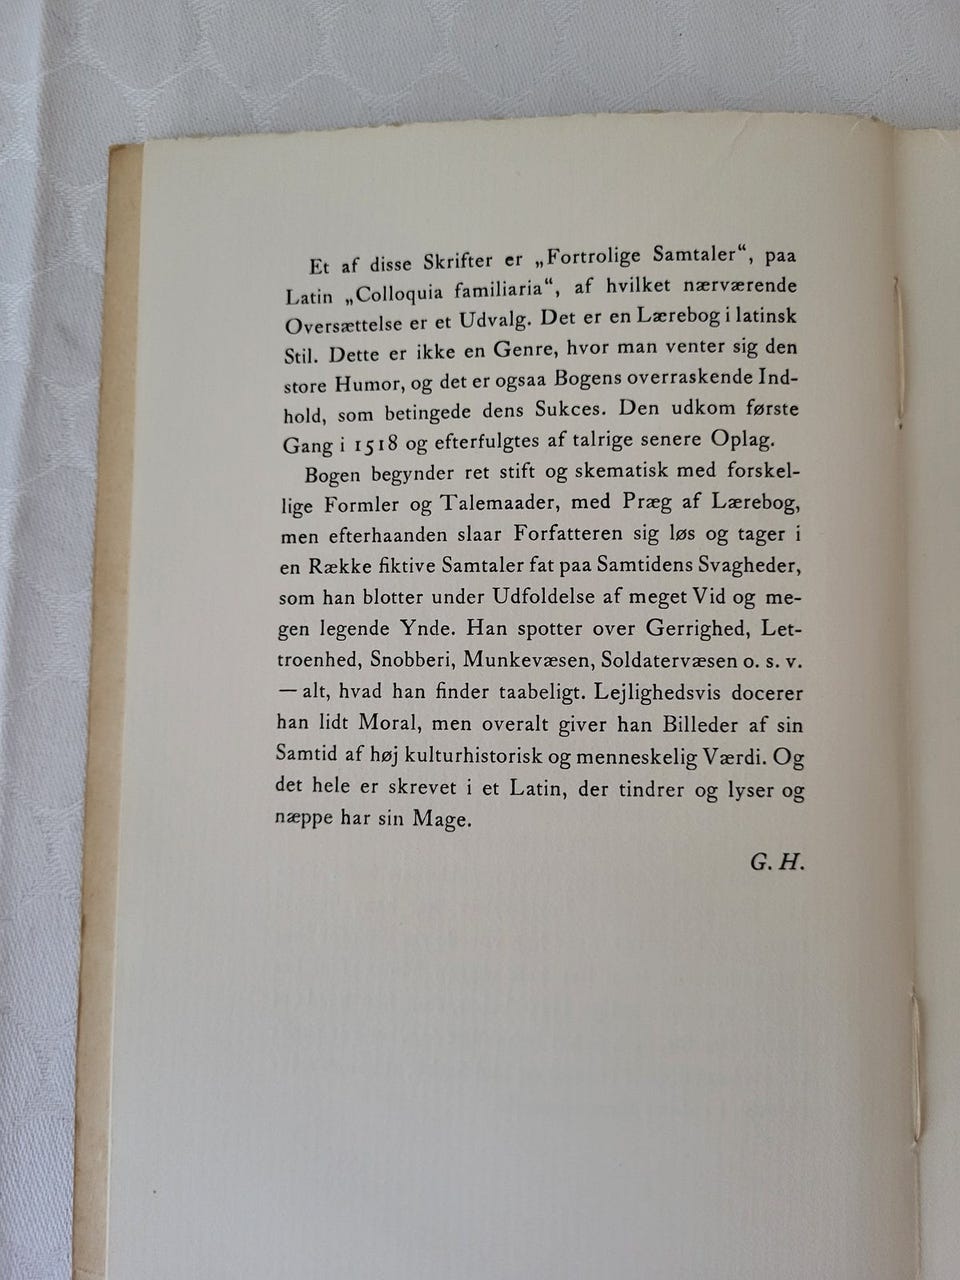 Et af disse Skrifter er „Fortrolige Samtaler“, paa
Latin „Colloquia familiaria“, af hvilket nærværende
Oversættelse er et Udvalg. Det er en Lærebog i latinsk
Stil. Dette er ikke en Genre, hvor man venter sig den
store Humor, og det er ogsaa Bogens overraskende Ind-
hold, som betingede dens Sukces. Den udkom første
Gang i 1518 og efterfulgtes af talrige senere Oplag.
Bogen begynder ret stift og skematisk med forskel-
lige Formler og Talemaader, med Præg af Lærebog,
men efterhaanden slaar Forfatteren sig løs og tager i
en Række fiktive Samtaler fat paa Samtidens Svagheder,
som han blotter under Udfoldelse af meget Vid og me-
gen legende Ynde. Han spotter over Gerrighed, Let-
troenhed, Snobberi, Munkevæsen, Soldatervæsen o. s. v.
— alt, hvad han finder taabeligt. Lejlighedsvis docerer
han lidt Moral, men overalt giver han Billeder af sin
Samtid af høj kulturhistorisk og menneskelig Værdi. Og
det hele er skrevet i et Latin, der tindrer og lyser og
næppe har sin Mage.
G. H.